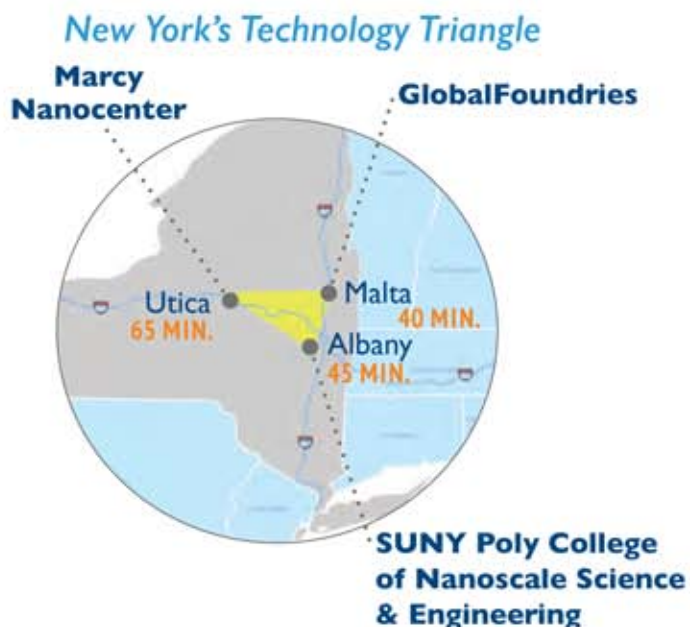 New York's Technology Triangle
Marcy
Nanocenter
GlobalFoundries
Utica
65 MIN.
Malta
40 MIN.
Albany
45 MIN.
SUNY Poly College
of Nanoscale Science
& Engineering